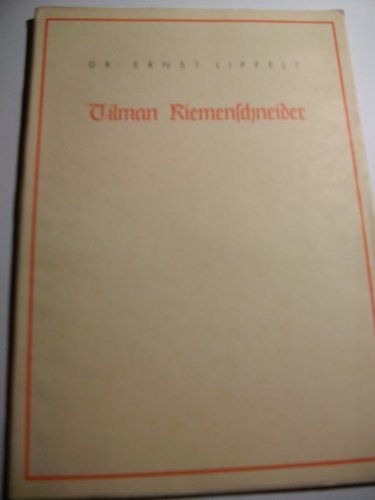 DR· ERNST LIPPELT
Tilman Riemenſchneider